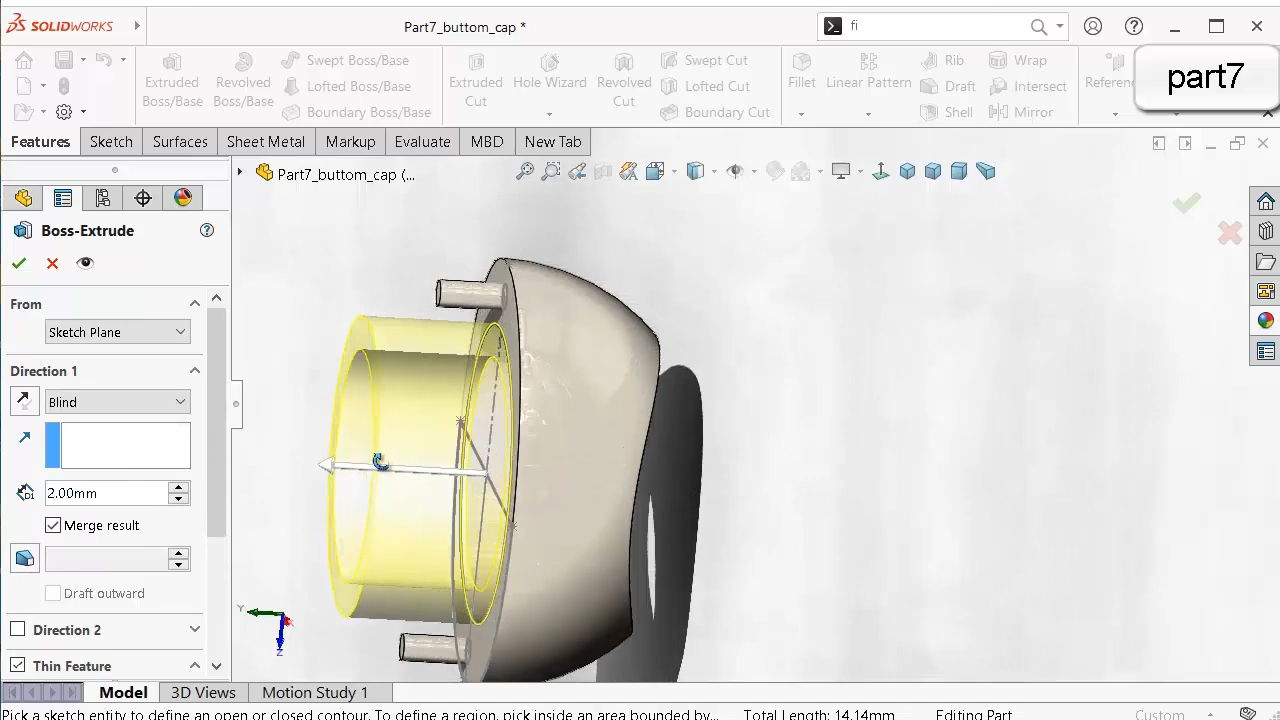 SOLIDWORKS
Part7_buttom_cap *
fi
part7
Extruded Boss/Base
Revolved Boss/Base
Swept Boss/Base
Lofted Boss/Base
Boundary Boss/Base
Extruded Cut
Hole Wizard
Revolved Cut
Swept Cut
Lofted Cut
Boundary Cut
Fillet
Linear Pattern
Rib
Draft
Shell
Wrap
Intersect
Mirror
Referen
Features
Sketch
Surfaces
Sheet Metal
Markup
Evaluate
MBD
New Tab
Part7_buttom_cap (...
Boss-Extrude
From
Sketch Plane
Direction 1
Blind
2.00mm
Merge result
Draft outward
Direction 2
Thin Feature
Y
Z
Model
3D Views
Motion Study 1
Pick a sketch entity to define an open or closed contour. To define a region, pick inside an area bounded by...
Total Length: 14.14mm
Editing Part
Custom